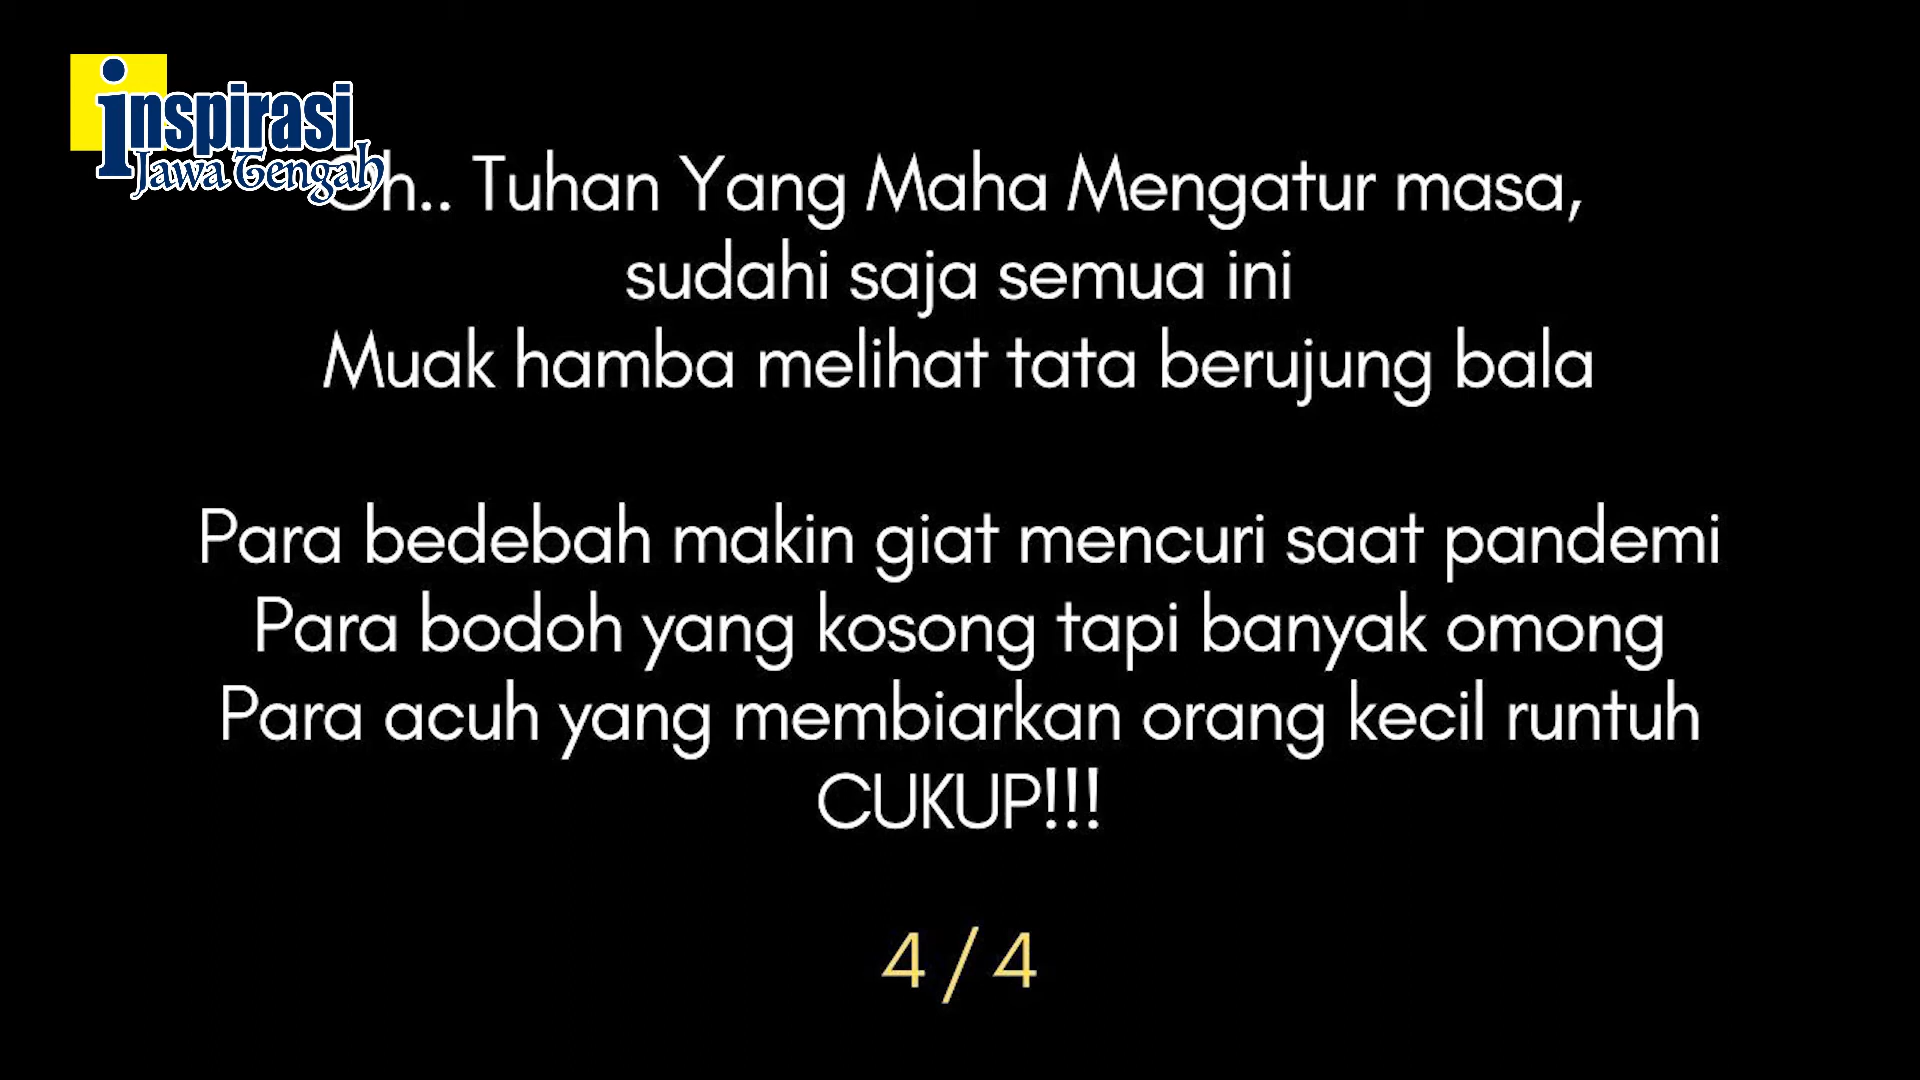 inspirasi
Jawa Tengah
Oh.. Tuhan Yang Maha Mengatur masa,
sudahi saja semua ini
Muak hamba melihat tata berujung bala
Para bedebah makin giat mencuri saat pandemi
Para bodoh yang kosong tapi banyak omong
Para acuh yang membiarkan orang kecil runtuh
CUKUP!!!
4 / 4